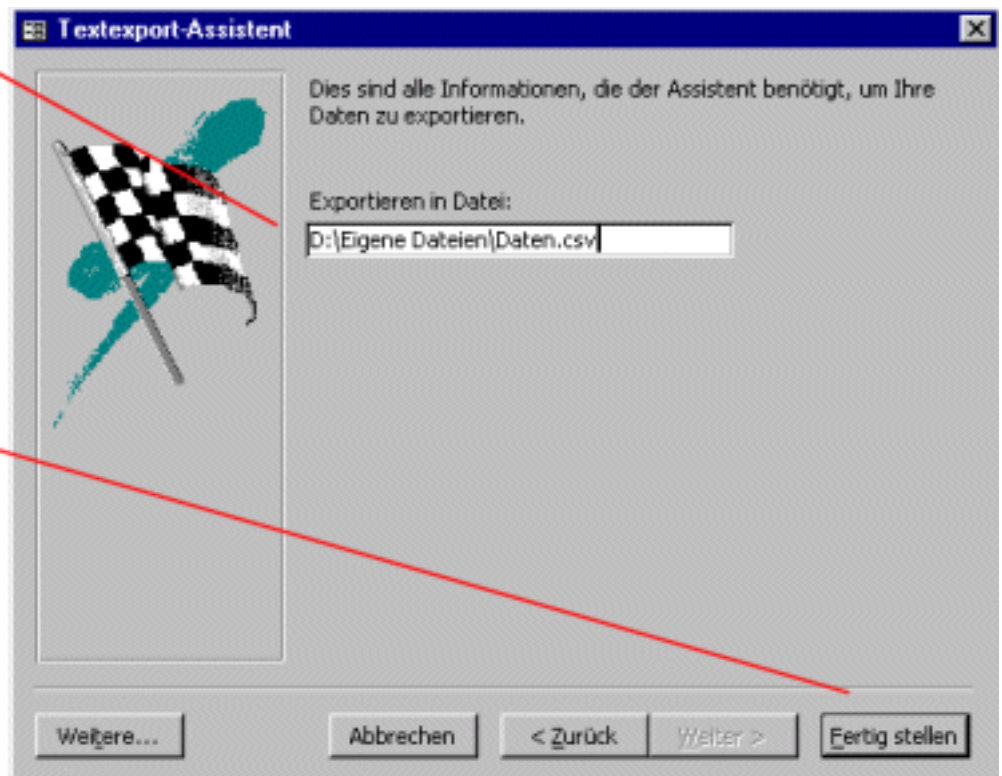 Textexport-Assistent
Dies sind alle Informationen, die der Assistent benötigt, um Ihre
Daten zu exportieren.
Exportieren in Datei:
D:\Eigene Dateien\Daten.csv
Weitere...
Abbrechen
< Zurück
Weiter >
Fertig stellen